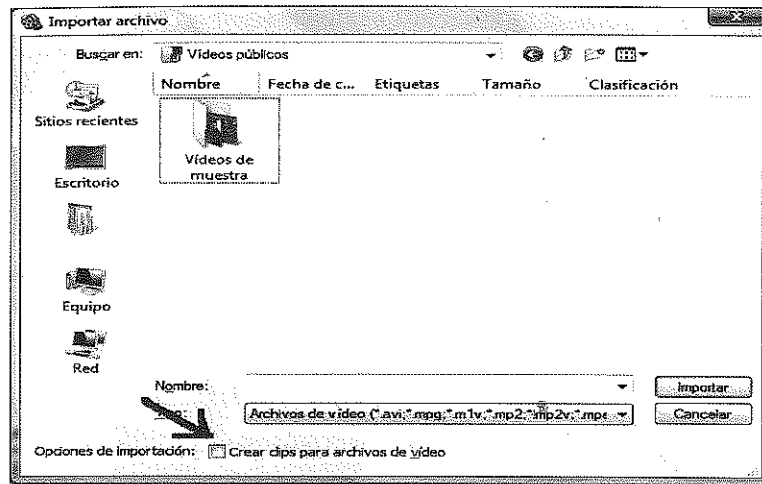 Importar archivo
Buscar en: Vídeos públicos
Nombre Fecha de c... Etiquetas Tamaño Clasificación
Sitios recientes
Vídeos de
muestra
Escritorio
Equipo
Red
Nombre: Importar
Archivos de vídeo (*.avi;*.mpg;*.m1v;*.mp2;*.mp2v;*.mpe Cancelar
Opciones de importación: Crear clips para archivos de vídeo